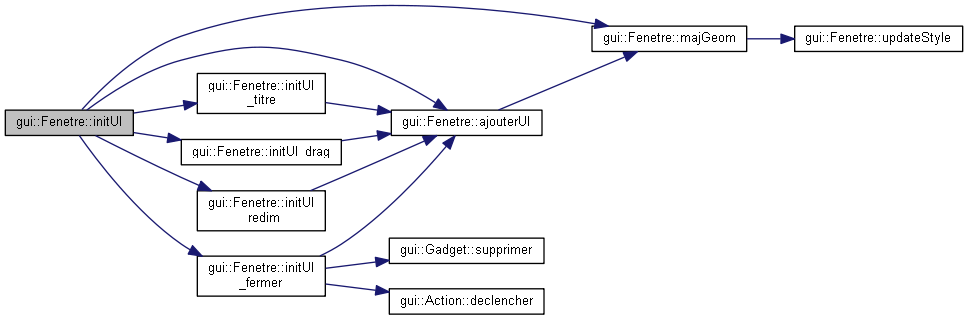 gui::Fenetre::majGeom
gui::Fenetre::updateStyle
gui::Fenetre::initUI
_titre
gui::Fenetre::initUI
gui::Fenetre::ajouterUI
gui::Fenetre::initUI_drag
gui::Fenetre::initUI
_redim
gui::Gadget::supprimer
gui::Fenetre::initUI
_fermer
gui::Action::declencher